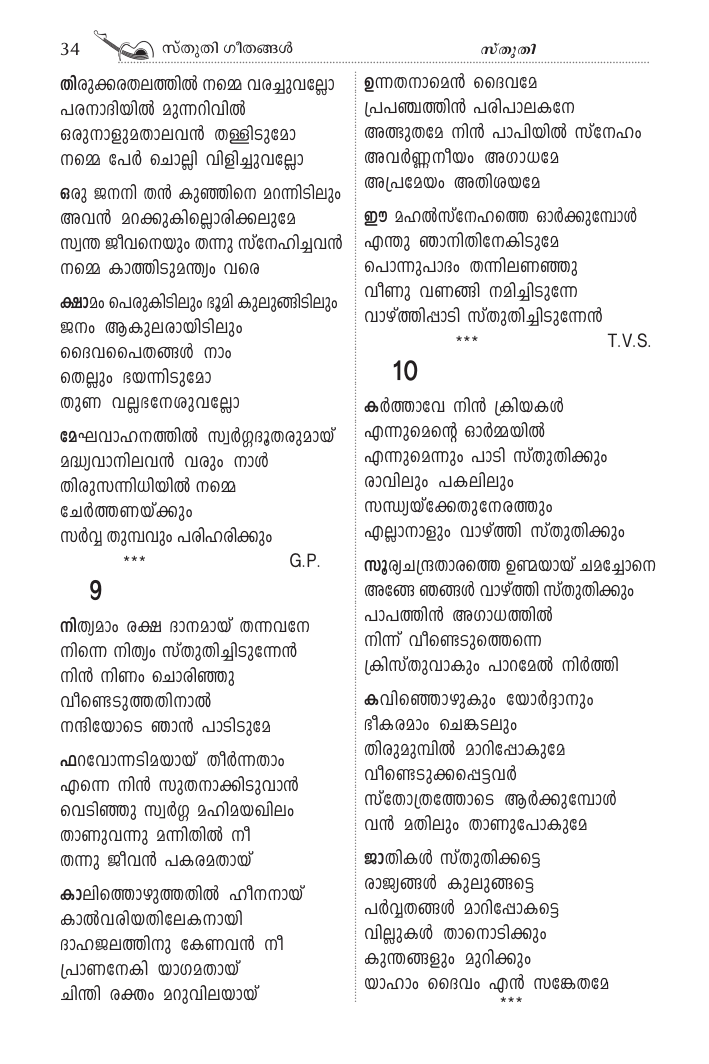 34 സ്തുതി ഗീതങ്ങൾ സ്തുതി
തിരുക്കരതലത്തിൽ നമ്മെ വരച്ചുവല്ലോ
പരനാദിയിൽ മുന്നറിവിൽ
ഒരുനാളുമതാലവൻ തള്ളിടുമോ
നമ്മെ പേർ ചൊല്ലി വിളിച്ചുവല്ലോ
ഒരു ജനനി തൻ കുഞ്ഞിനെ മറന്നിടിലും
അവൻ മറക്കുകില്ലൊരിക്കലുമേ
സ്വന്ത ജീവനെയും തന്നു സ്നേഹിച്ചവൻ
നമ്മെ കാത്തിടുമന്ത്യം വരെ
ക്ഷാമം പെരുകിടിലും ഭൂമി കുലുങ്ങിടിലും
ജനം ആകുലരായിടിലും
ദൈവപൈതങ്ങൾ നാം
തെല്ലും ഭയന്നിടുമോ
തുണ വല്ലഭനേശുവല്ലോ
മേഘവാഹനത്തിൽ സ്വർഗ്ഗദൂതരുമായ്
മദ്ധ്യവാനിലവൻ വരും നാൾ
തിരുസന്നിധിയിൽ നമ്മെ
ചേർത്തണയ്ക്കും
സർവ്വ തുമ്പവും പരിഹരിക്കും
*** G.P.
9
നിത്യമാം രക്ഷ ദാനമായ് തന്നവനേ
നിന്നെ നിത്യം സ്തുതിച്ചിടുന്നേൻ
നിൻ നിണം ചൊരിഞ്ഞു
വീണ്ടെടുത്തതിനാൽ
നന്ദിയോടെ ഞാൻ പാടിടുമേ
ഫറവോന്നടിമയായ് തീർന്നതാം
എന്നെ നിൻ സുതനാക്കിടുവാൻ
വെടിഞ്ഞു സ്വർഗ്ഗ മഹിമയഖിലം
താണുവന്നു മന്നിതിൽ നീ
തന്നു ജീവൻ പകരമതായ്
കാലിത്തൊഴുത്തതിൽ ഹീനനായ്
കാൽവരിയതിലേകനായി
ദാഹജലത്തിനു കേണവൻ നീ
പ്രാണനേകി യാഗമതായ്
ചിന്തി രക്തം മറുവിലയായ്
ഉന്നതനാമെൻ ദൈവമേ
പ്രപഞ്ചത്തിൻ പരിപാലകനേ
അത്ഭുതമേ നിൻ പാപിയിൽ സ്നേഹം
അവർണ്ണനീയം അഗാധമേ
അപ്രമേയം അതിശയമേ
ഈ മഹൽസ്നേഹത്തെ ഓർക്കുമ്പോൾ
എന്തു ഞാനിതിനേകിടുമേ
പൊന്നുപാദം തന്നിലണഞ്ഞു
വീണു വണങ്ങി നമിച്ചിടുന്നേ
വാഴ്ത്തിപ്പാടി സ്തുതിച്ചിടുന്നേൻ
*** T.V.S.
10
കർത്താവേ നിൻ ക്രിയകൾ
എന്നുമെന്റെ ഓർമ്മയിൽ
എന്നുമെന്നും പാടി സ്തുതിക്കും
രാവിലും പകലിലും
സന്ധ്യയ്ക്കേതുനേരത്തും
എല്ലാനാളും വാഴ്ത്തി സ്തുതിക്കും
സൂര്യചന്ദ്രതാരത്തെ ഉണ്മയായ് ചമച്ചോനെ
അങ്ങേ ഞങ്ങൾ വാഴ്ത്തി സ്തുതിക്കും
പാപത്തിൻ അഗാധത്തിൽ
നിന്ന് വീണ്ടെടുത്തെന്നെ
ക്രിസ്തുവാകും പാറമേൽ നിർത്തി
കവിഞ്ഞൊഴുകും യോർദ്ദാനും
ഭീകരമാം ചെങ്കടലും
തിരുമുമ്പിൽ മാറിപ്പോകുമേ
വീണ്ടെടുക്കപ്പെട്ടവർ
സ്തോത്രത്തോടെ ആർക്കുമ്പോൾ
വൻ മതിലും താണുപോകുമേ
ജാതികൾ സ്തുതിക്കട്ടെ
രാജ്യങ്ങൾ കുലുങ്ങട്ടെ
പർവ്വതങ്ങൾ മാറിപ്പോകട്ടെ
വില്ലുകൾ താനൊടിക്കും
കുന്തങ്ങളും മുറിക്കും
യാഹാം ദൈവം എൻ സങ്കേതമേ
***